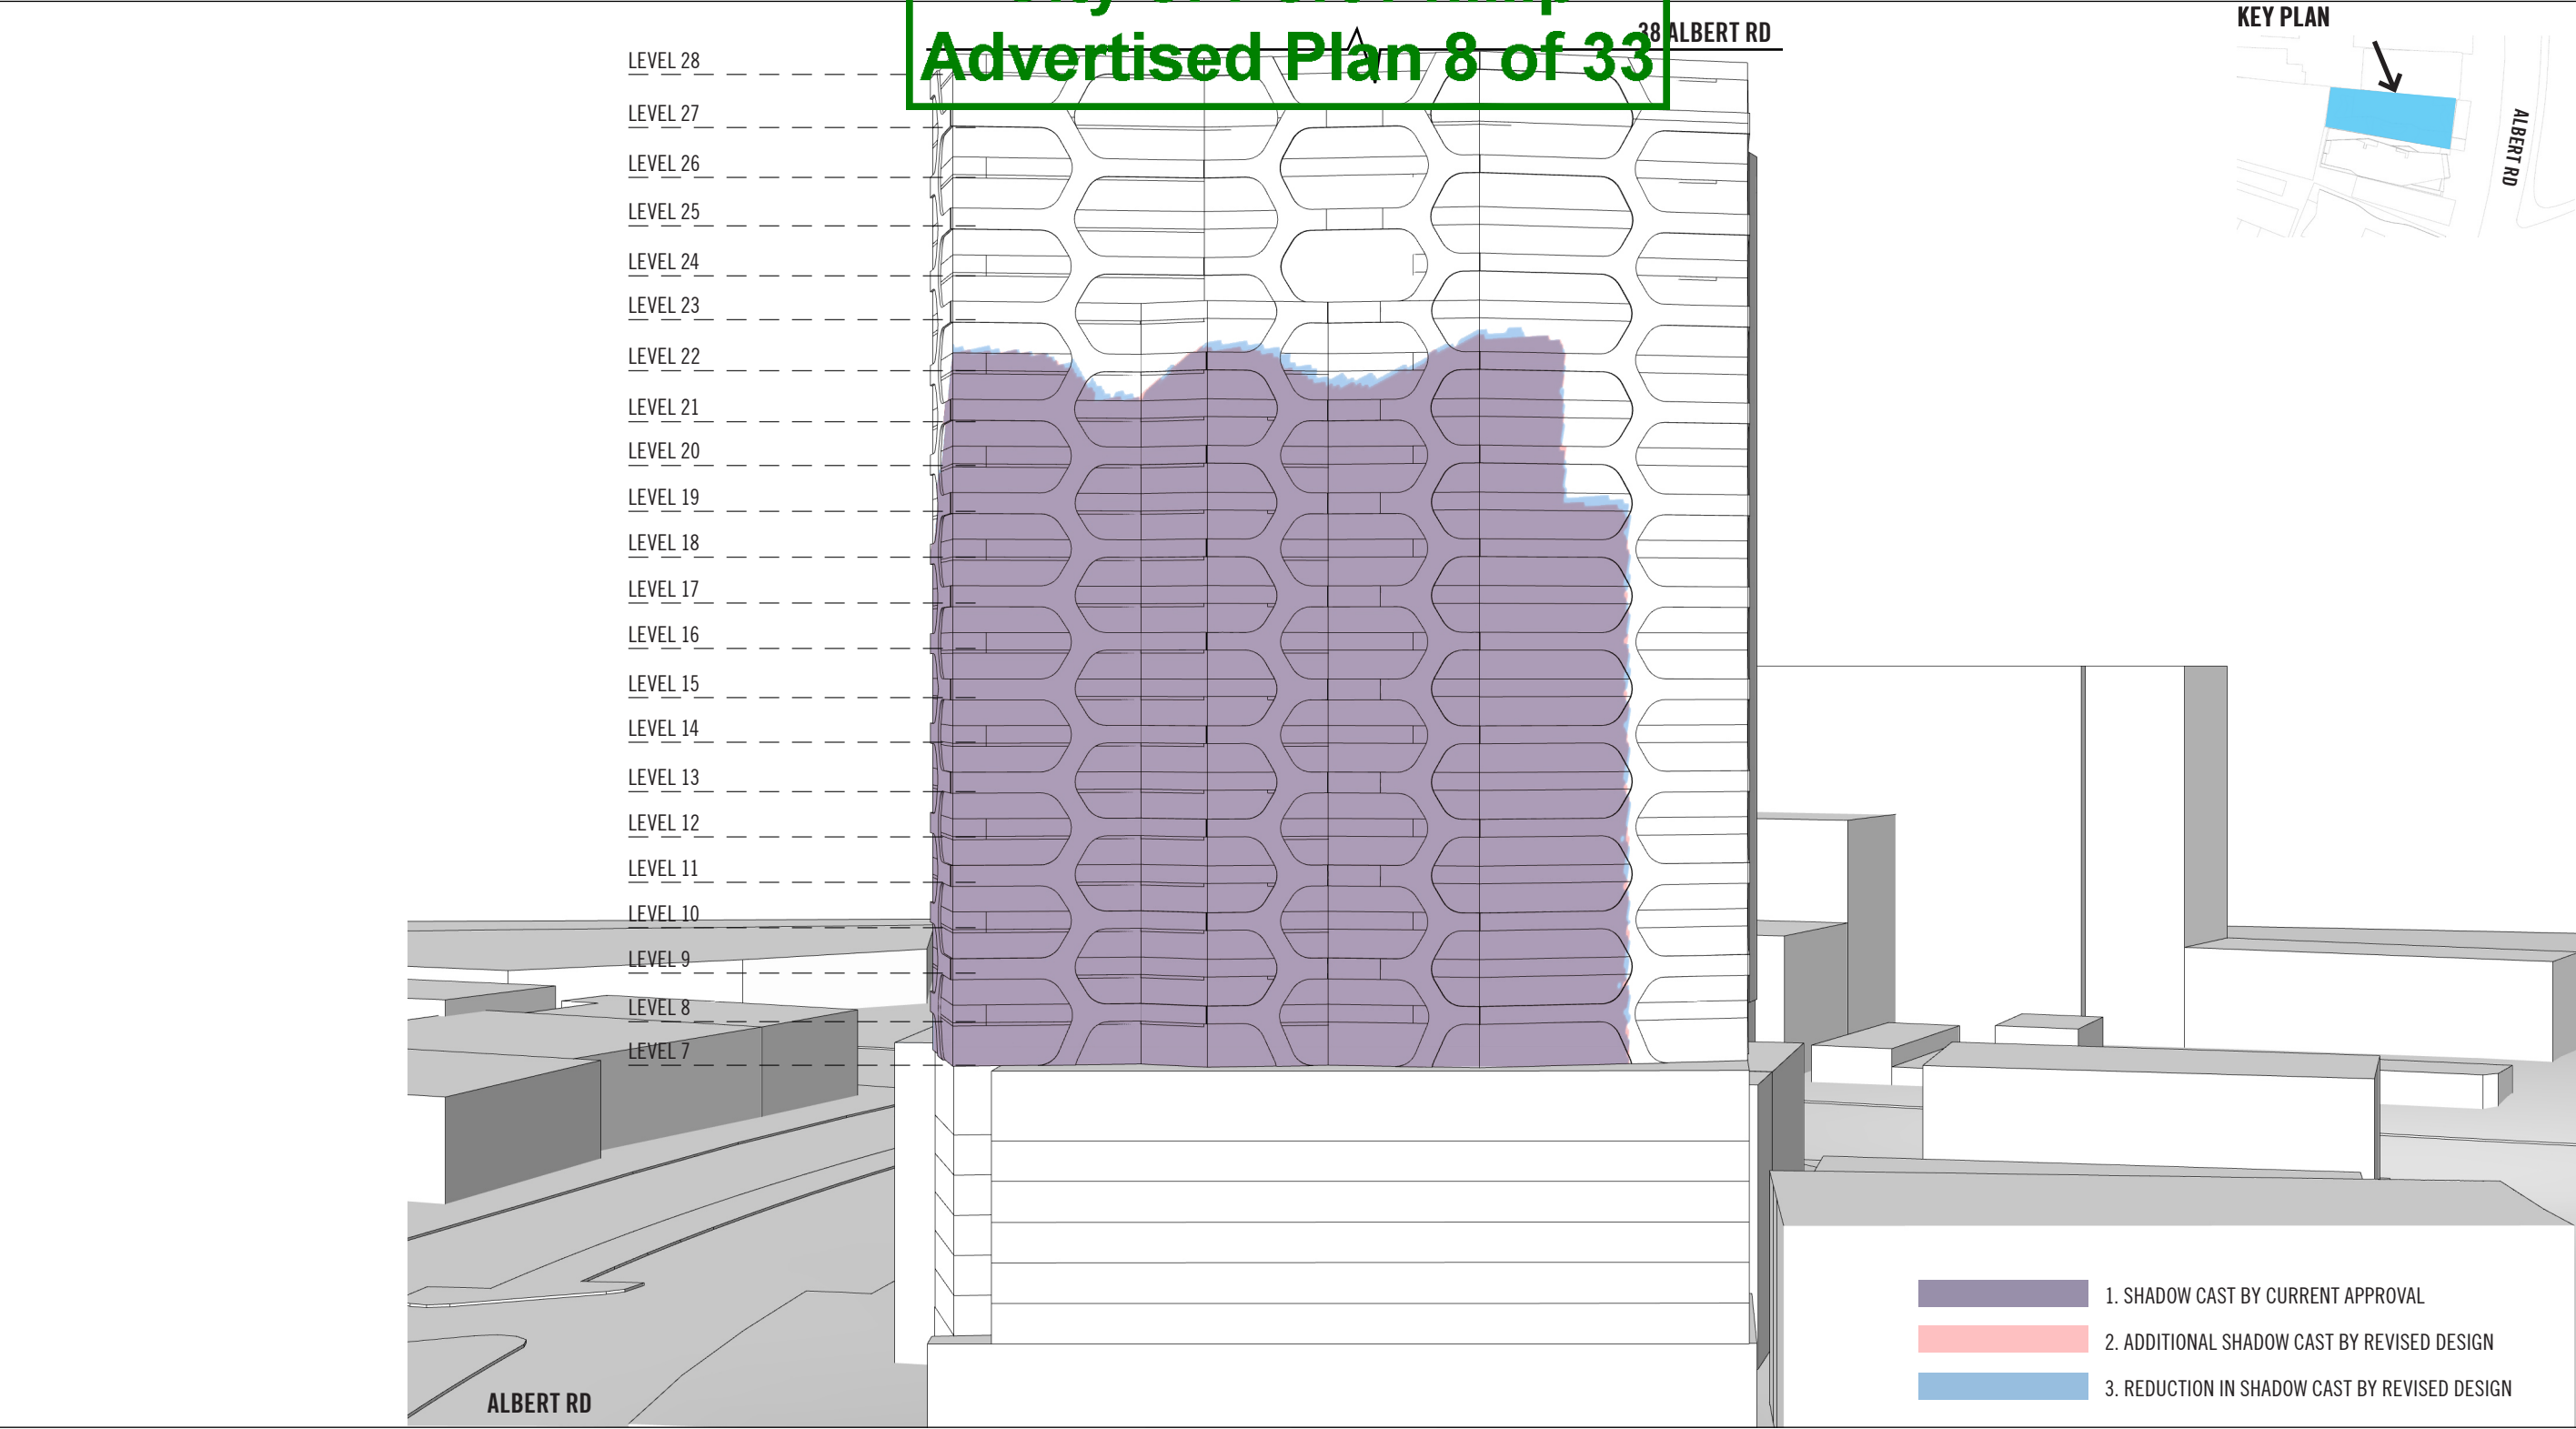 Advertised Plan 8 of 33
38 ALBERT RD
KEY PLAN
ALBERT RD
LEVEL 28
LEVEL 27
LEVEL 26
LEVEL 25
LEVEL 24
LEVEL 23
LEVEL 22
LEVEL 21
LEVEL 20
LEVEL 19
LEVEL 18
LEVEL 17
LEVEL 16
LEVEL 15
LEVEL 14
LEVEL 13
LEVEL 12
LEVEL 11
LEVEL 10
LEVEL 9
LEVEL 8
LEVEL 7
ALBERT RD
1. SHADOW CAST BY CURRENT APPROVAL
2. ADDITIONAL SHADOW CAST BY REVISED DESIGN
3. REDUCTION IN SHADOW CAST BY REVISED DESIGN